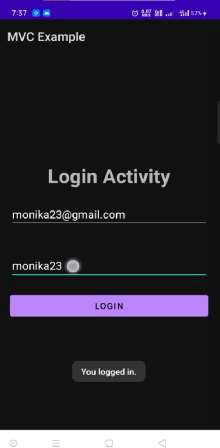 7:37
MVC Example
Login Activity
monika23@gmail.com
monika23
LOGIN
You logged in.